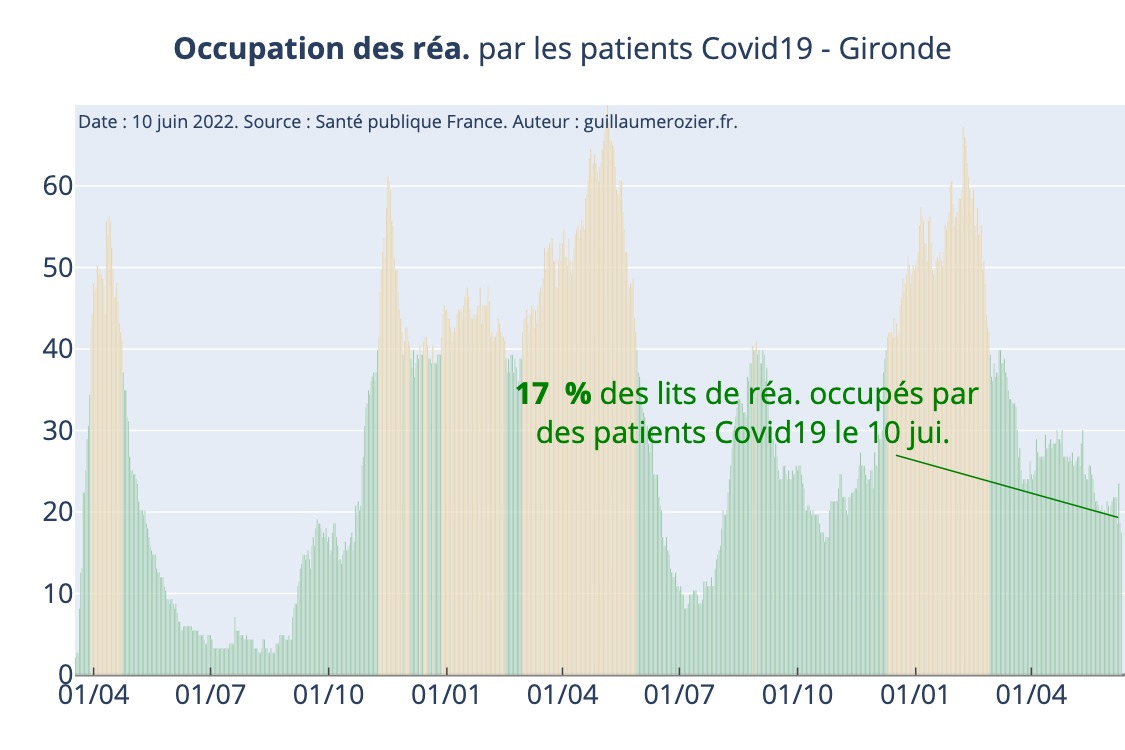 Occupation des réa. par les patients Covid19 - Gironde
Date : 10 juin 2022. Source : Santé publique France. Auteur : guillaumerozier.fr.
60
50
40
17 % des lits de réa. occupés par
des patients Covid19 le 10 jui.
30
20
10
0
01/04 01/07 01/10 01/01 01/04 01/07 01/10 01/01 01/04